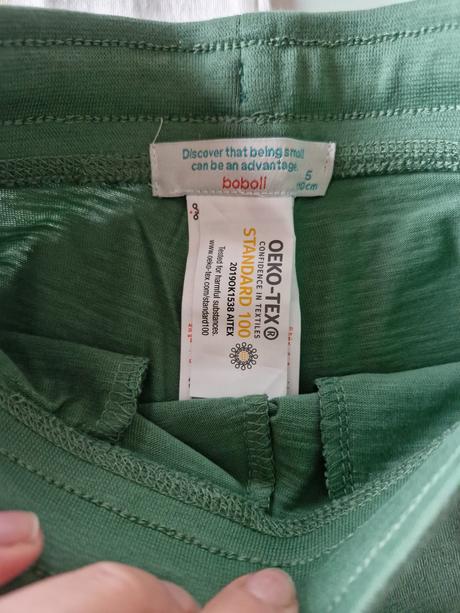 Discover that being small
can be an advantage.
boboli
5
110cm
OEKO-TEX®
CONFIDENCE IN TEXTILES
STANDARD 100
2019OK1538 AITEX
Tested for harmful substances.
www.oeko-tex.com/standard100